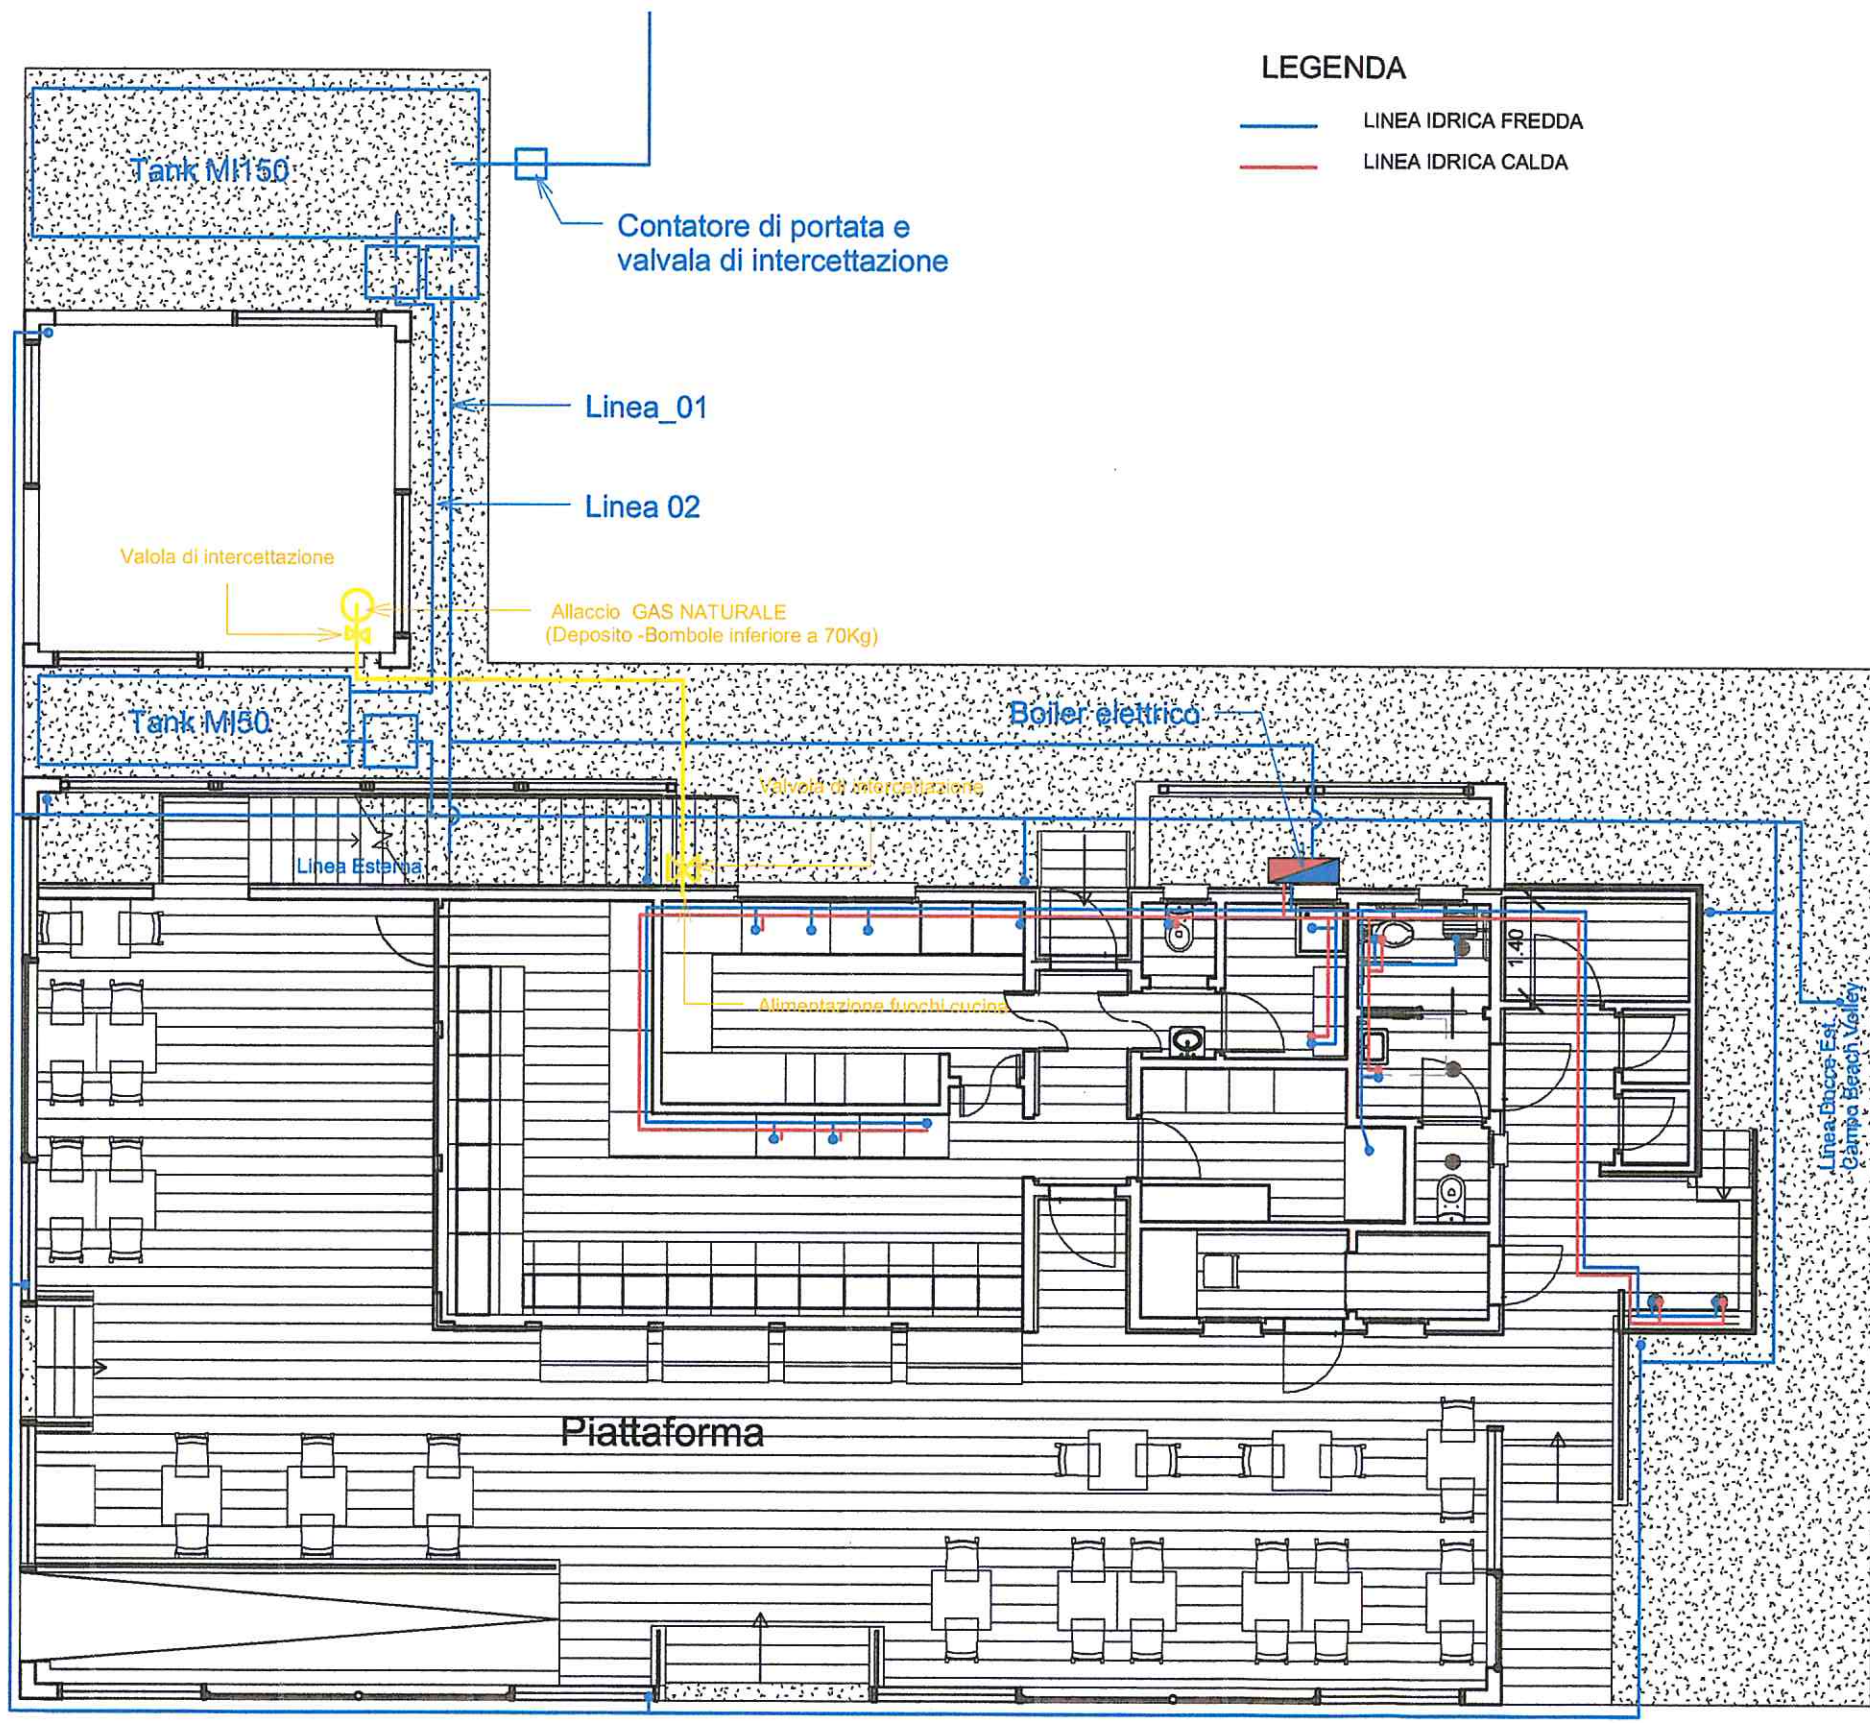 LEGENDA
LINEA IDRICA FREDDA
LINEA IDRICA CALDA
Tank Ml150
Contatore di portata e
valvala di intercettazione
Linea_01
Linea 02
Valola di intercettazione
Allaccio GAS NATURALE
(Deposito -Bombole inferiore a 70Kg)
Tank Ml50
Boiler elettrico
Valvola di intercettazione
Linea Esterna
1.40
Alimentazione fuochi cucina
Linea Docce Est.
Campo Beach Volley
Piattaforma